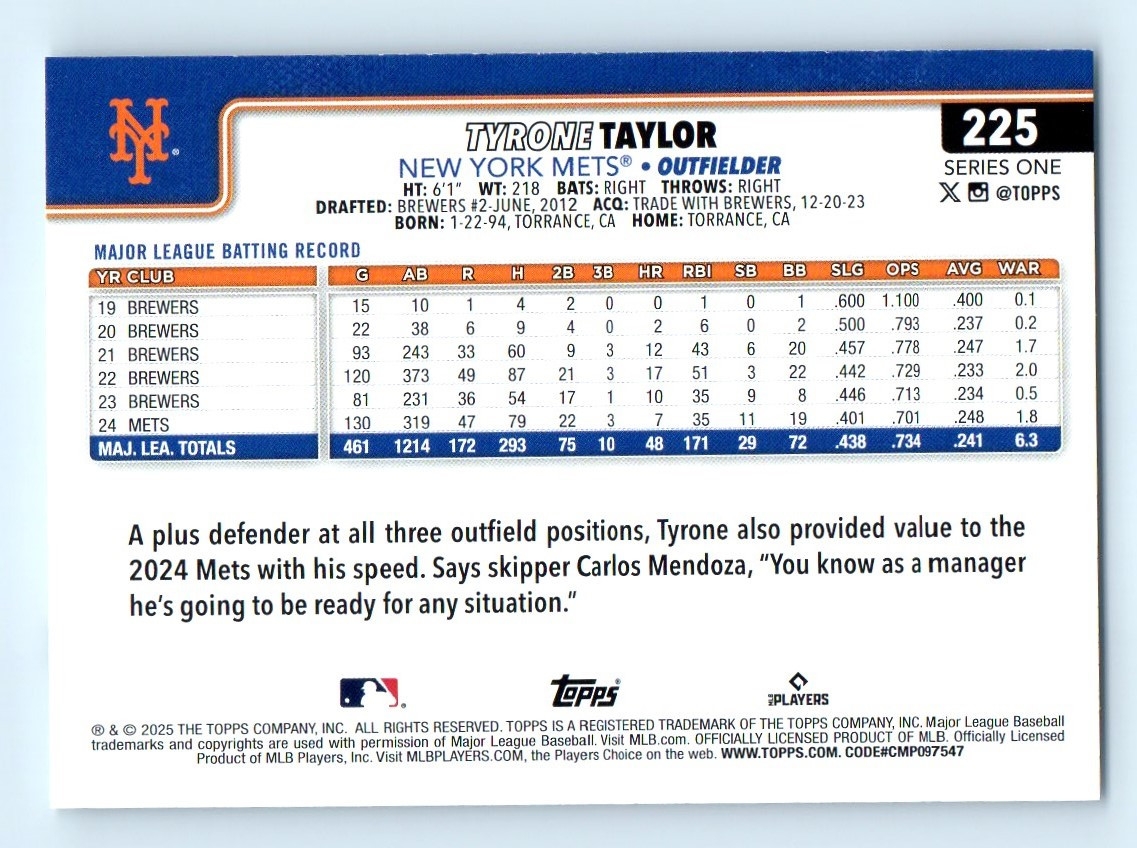 NY
TYRONE TAYLOR
225
NEW YORK METS® • OUTFIELDER
SERIES ONE
HT: 6'1" WT: 218 BATS: RIGHT THROWS: RIGHT
X @TOPPS
DRAFTED: BREWERS #2-JUNE, 2012 ACQ: TRADE WITH BREWERS, 12-20-23
BORN: 1-22-94, TORRANCE, CA HOME: TORRANCE, CA
MAJOR LEAGUE BATTING RECORD
YR CLUB G AB R H 2B 3B HR RBI SB BB SLG OPS AVG WAR
19 BREWERS 15 10 1 4 2 0 0 1 0 1 .600 1.100 .400 0.1
20 BREWERS 22 38 6 9 4 0 2 6 0 2 .500 .793 .237 0.2
21 BREWERS 93 243 33 60 9 3 12 43 6 20 .457 .778 .247 1.7
22 BREWERS 120 373 49 87 21 3 17 51 3 22 .442 .729 .233 2.0
23 BREWERS 81 231 36 54 17 1 10 35 9 8 .446 .713 .234 0.5
24 METS 130 319 47 79 22 3 7 35 11 19 .401 .701 .248 1.8
MAJ. LEA. TOTALS 461 1214 172 293 75 10 48 171 29 72 .438 .734 .241 6.3
A plus defender at all three outfield positions, Tyrone also provided value to the
2024 Mets with his speed. Says skipper Carlos Mendoza, "You know as a manager
he's going to be ready for any situation."
Topps®
MLB PLAYERS
® & © 2025 THE TOPPS COMPANY, INC. ALL RIGHTS RESERVED. TOPPS IS A REGISTERED TRADEMARK OF THE TOPPS COMPANY, INC. Major League Baseball
trademarks and copyrights are used with permission of Major League Baseball. Visit MLB.com. OFFICIALLY LICENSED PRODUCT OF MLB. Officially Licensed
Product of MLB Players, Inc. Visit MLBPLAYERS.COM, the Players Choice on the web. WWW.TOPPS.COM. CODE#CMP097547